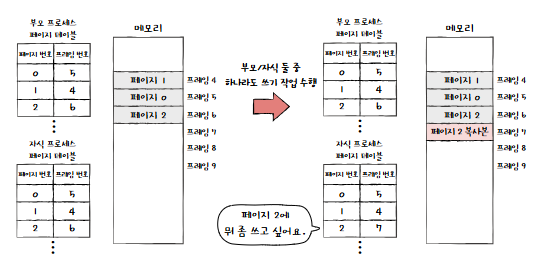 부모 프로세스
페이지 테이블
페이지 번호 프레임 번호
0 5
1 4
2 6
자식 프로세스
페이지 테이블
페이지 번호 프레임 번호
0 5
1 4
2 6
메모리
페이지 1 프레임 4
페이지 0 프레임 5
페이지 2 프레임 6
프레임 7
프레임 8
프레임 9
부모/자식 둘 중
하나라도 쓰기 작업 수행
부모 프로세스
페이지 테이블
페이지 번호 프레임 번호
0 5
1 4
2 6
자식 프로세스
페이지 테이블
페이지 번호 프레임 번호
0 5
1 4
2 7
페이지 2에
뭐 좀 쓰고 싶어요.
메모리
페이지 1 프레임 4
페이지 0 프레임 5
페이지 2 프레임 6
페이지 2 복사본 프레임 7
프레임 8
프레임 9